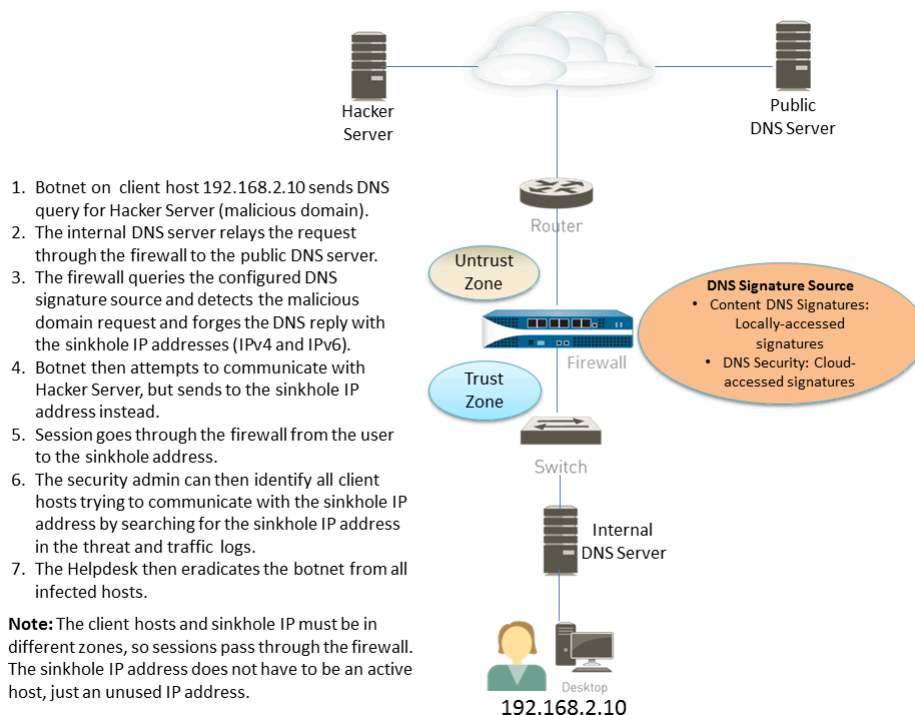 Hacker
Server
Public
DNS Server
1. Botnet on client host 192.168.2.10 sends DNS
query for Hacker Server (malicious domain).
2. The internal DNS server relays the request
through the firewall to the public DNS server.
3. The firewall queries the configured DNS
signature source and detects the malicious
domain request and forges the DNS reply with
the sinkhole IP addresses (IPv4 and IPv6).
4. Botnet then attempts to communicate with
Hacker Server, but sends to the sinkhole IP
address instead.
5. Session goes through the firewall from the user
to the sinkhole address.
6. The security admin can then identify all client
hosts trying to communicate with the sinkhole IP
address by searching for the sinkhole IP address
in the threat and traffic logs.
7. The Helpdesk then eradicates the botnet from all
infected hosts.
Note: The client hosts and sinkhole IP must be in
different zones, so sessions pass through the firewall.
The sinkhole IP address does not have to be an active
host, just an unused IP address.
Router
Untrust
Zone
Firewall
DNS Signature Source
• Content DNS Signatures:
Locally-accessed
signatures
• DNS Security: Cloud-
accessed signatures
Trust
Zone
Switch
Internal
DNS Server
Desktop
192.168.2.10